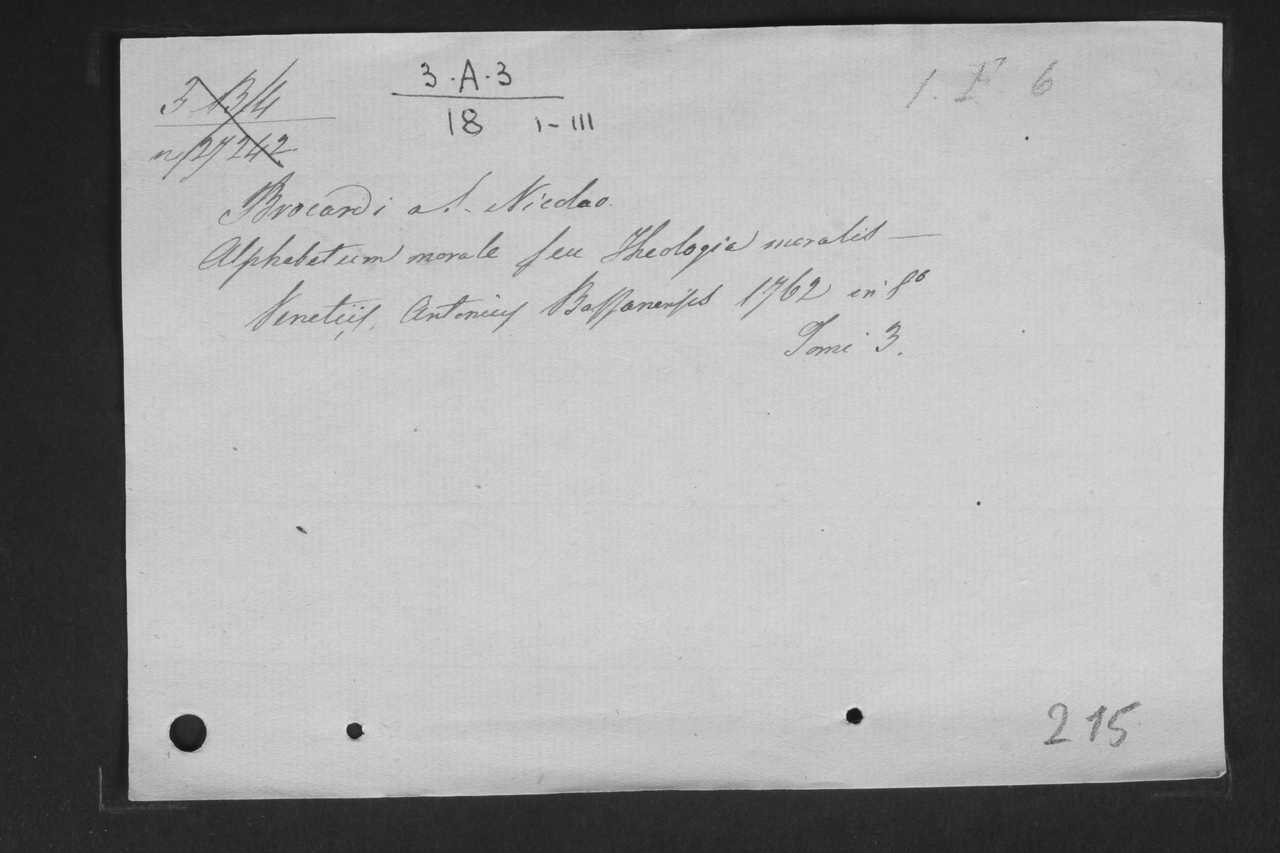 3·A·3
18 I-III
1. F. 6
27242
Brocardi a S. Nicolao.
Alphabetum morale seu Theologia moralis —
Venetiis, Antonius Bassanensis 1762 in 8o
Tomi 3.
215